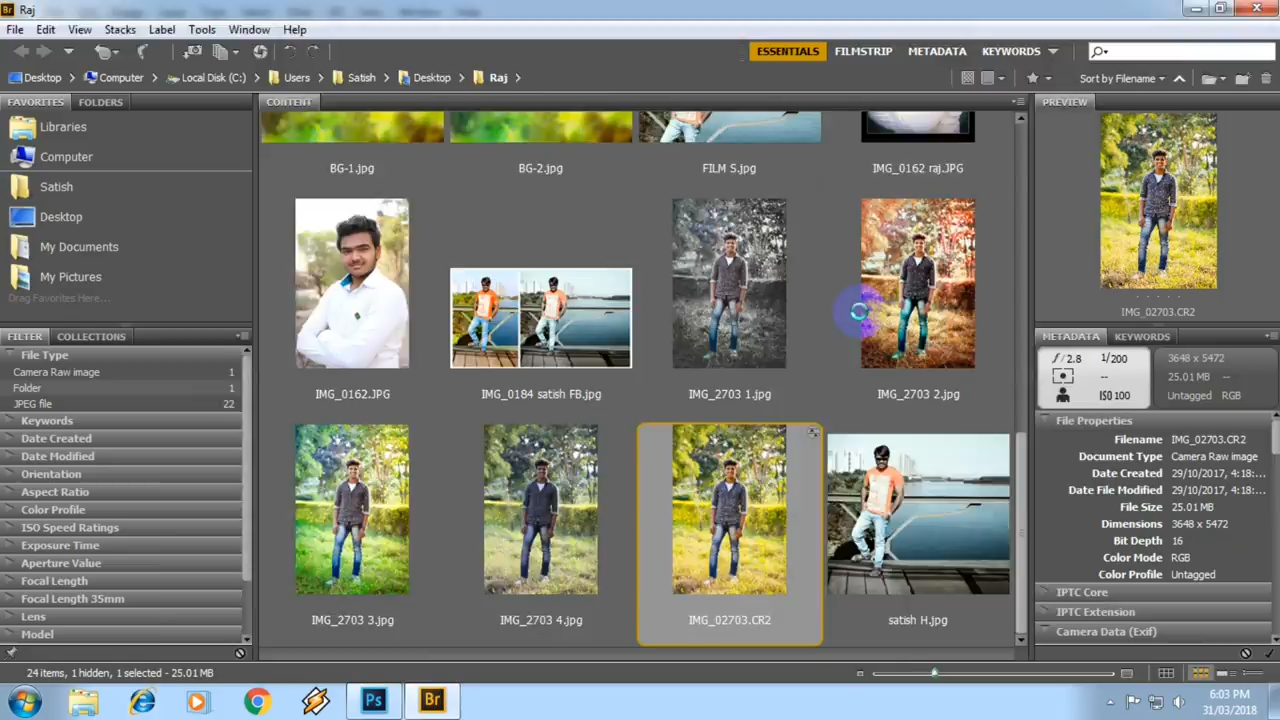 Br Raj
File Edit View Stacks Label Tools Window Help
ESSENTIALS FILMSTRIP METADATA KEYWORDS
Desktop Computer Local Disk (C:) Users Satish Desktop Raj
Sort by Filename
FAVORITES FOLDERS
Libraries
Computer
Satish
Desktop
My Documents
My Pictures
Drag Favorites Here...
FILTER COLLECTIONS
File Type
Camera Raw image 1
Folder 1
JPEG file 22
Keywords
Date Created
Date Modified
Orientation
Aspect Ratio
Color Profile
ISO Speed Ratings
Exposure Time
Aperture Value
Focal Length
Focal Length 35mm
Lens
Model
CONTENT
BG-1.jpg BG-2.jpg FILM S.jpg IMG_0162 raj.JPG
IMG_0162.JPG IMG_0184 satish FB.jpg IMG_2703 1.jpg IMG_2703 2.jpg
IMG_2703 3.jpg IMG_2703 4.jpg IMG_02703.CR2 satish H.jpg
PREVIEW
IMG_02703.CR2
METADATA KEYWORDS
f/2.8 1/200
--
ISO 100
3648 x 5472
25.01 MB --
Untagged RGB
File Properties
Filename IMG_02703.CR2
Document Type Camera Raw image
Date Created 29/10/2017, 4:18:...
Date File Modified 29/10/2017, 4:18:...
File Size 25.01 MB
Dimensions 3648 x 5472
Bit Depth 16
Color Mode RGB
Color Profile Untagged
IPTC Core
IPTC Extension
Camera Data (Exif)
24 items, 1 hidden, 1 selected - 25.01 MB
Ps Br
6:03 PM
31/03/2018